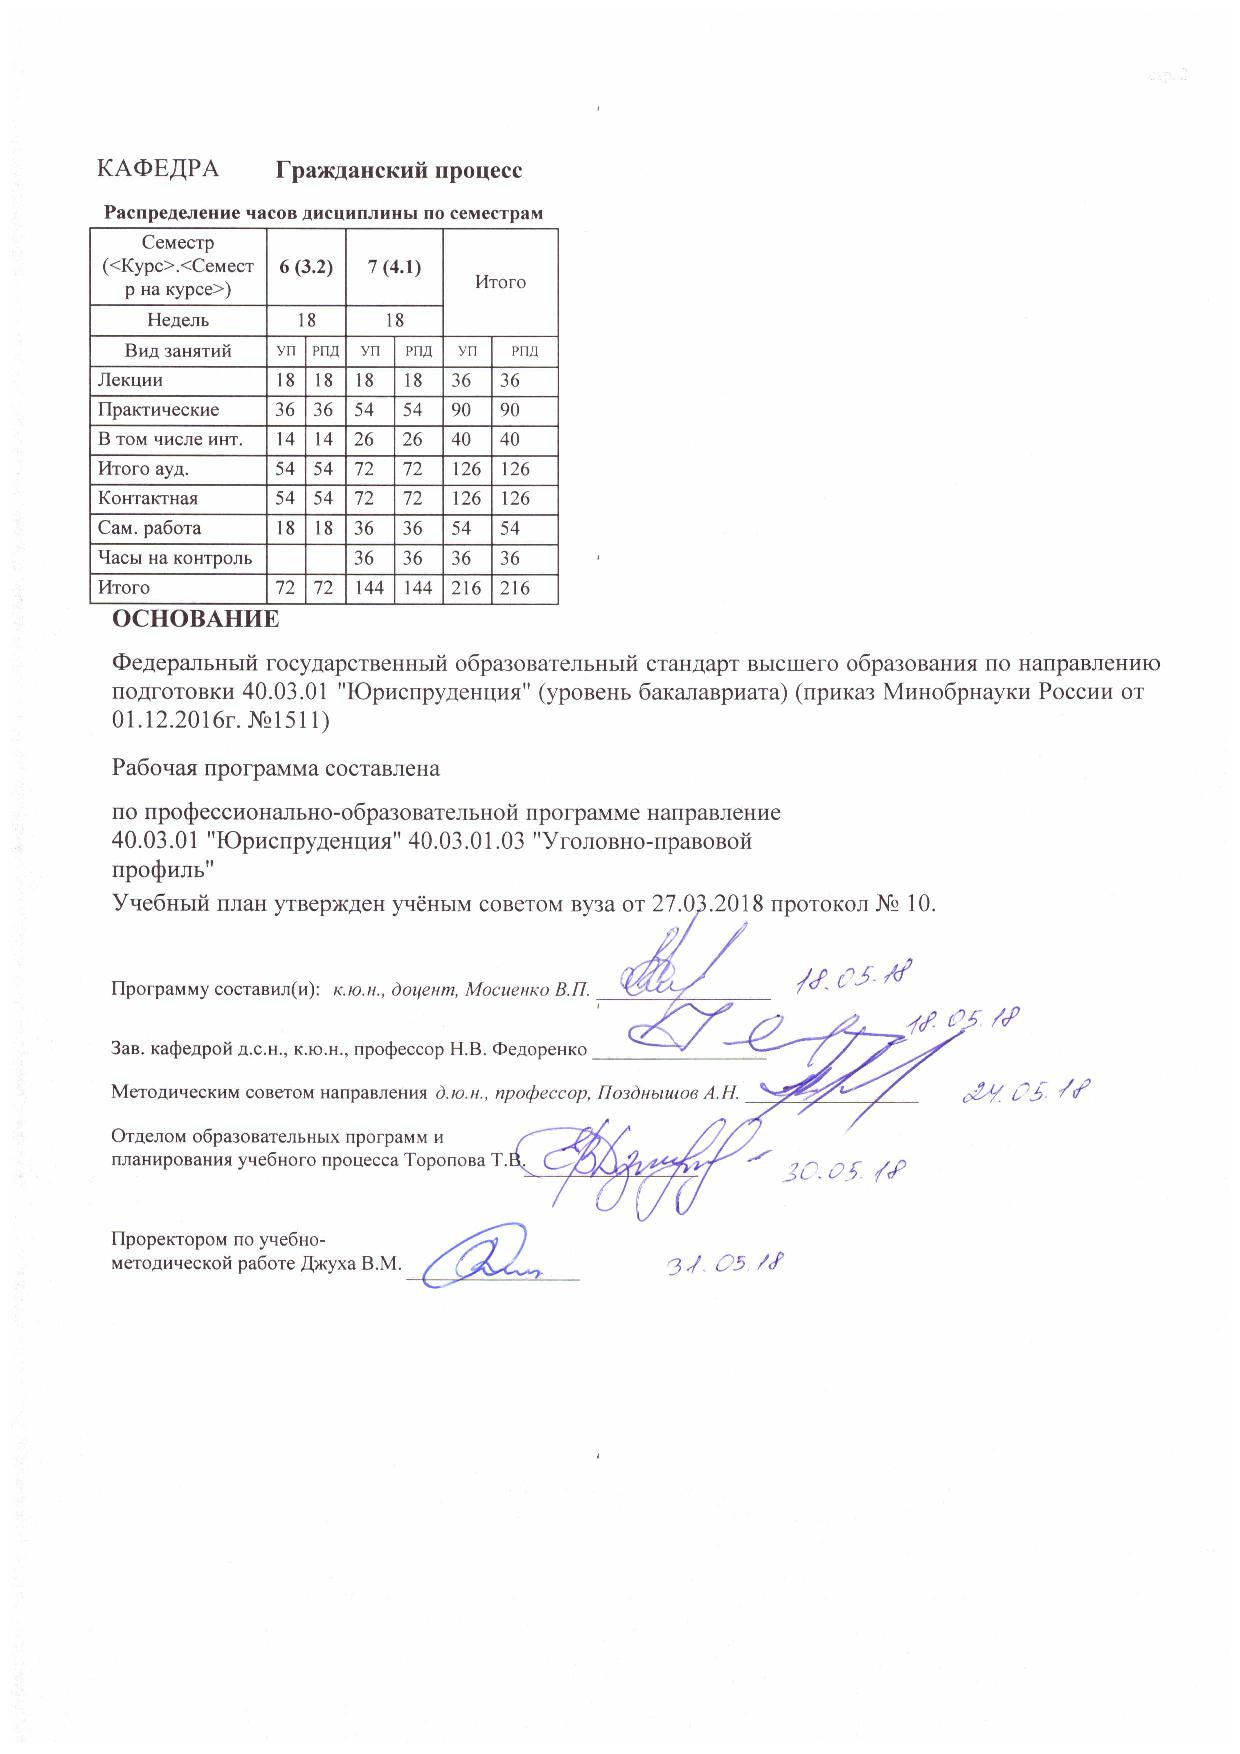 стр. 2
КАФЕДРА Гражданский процесс
Распределение часов дисциплины по семестрам
Семестр
(<Курс>.<Семест
р на курсе>) 6 (3.2) 7 (4.1) Итого
Недель 18 18
Вид занятий УП РПД УП РПД УП РПД
Лекции 18 18 18 18 36 36
Практические 36 36 54 54 90 90
В том числе инт. 14 14 26 26 40 40
Итого ауд. 54 54 72 72 126 126
Контактная 54 54 72 72 126 126
Сам. работа 18 18 36 36 54 54
Часы на контроль 36 36 36 36
Итого 72 72 144 144 216 216
ОСНОВАНИЕ
Федеральный государственный образовательный стандарт высшего образования по направлению
подготовки 40.03.01 "Юриспруденция" (уровень бакалавриата) (приказ Минобрнауки России от
01.12.2016г. №1511)
Рабочая программа составлена
по профессионально-образовательной программе направление
40.03.01 "Юриспруденция" 40.03.01.03 "Уголовно-правовой
профиль"
Учебный план утвержден учёным советом вуза от 27.03.2018 протокол № 10.
Программу составил(и): к.ю.н., доцент, Мосиенко В.П. 18.05.18
Зав. кафедрой д.с.н., к.ю.н., профессор Н.В. Федоренко 18.05.18
Методическим советом направления д.ю.н., профессор, Позднышов А.Н. 24.05.18
Отделом образовательных программ и
планирования учебного процесса Торопова Т.В. 30.05.18
Проректором по учебно-
методической работе Джуха В.М. 31.05.18